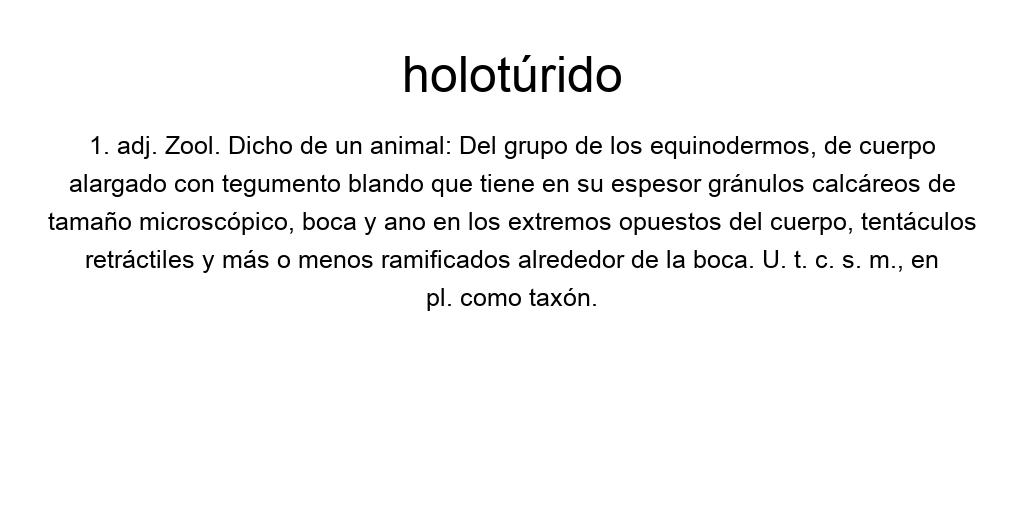 holotúrido
1. adj. Zool. Dicho de un animal: Del grupo de los equinodermos, de cuerpo
alargado con tegumento blando que tiene en su espesor gránulos calcáreos de
tamaño microscópico, boca y ano en los extremos opuestos del cuerpo, tentáculos
retráctiles y más o menos ramificados alrededor de la boca. U. t. c. s. m., en
pl. como taxón.